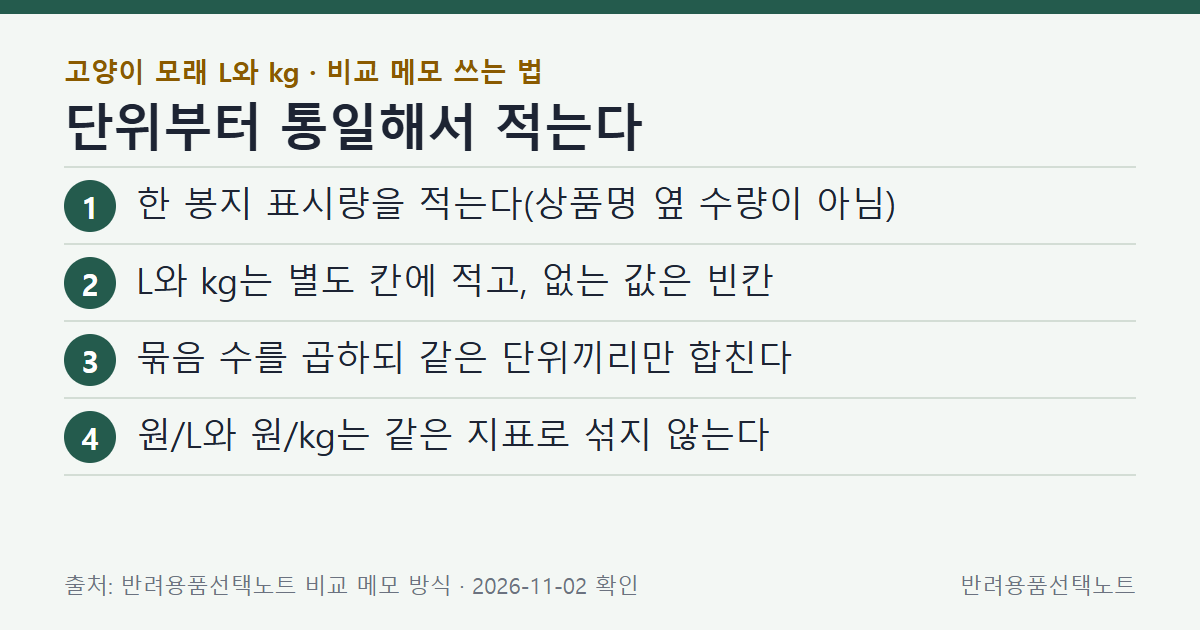 고양이 모래 L와 kg · 비교 메모 쓰는 법
단위부터 통일해서 적는다
1 한 봉지 표시량을 적는다(상품명 옆 수량이 아님)
2 L와 kg는 별도 칸에 적고, 없는 값은 빈칸
3 묶음 수를 곱하되 같은 단위끼리만 합친다
4 원/L와 원/kg는 같은 지표로 섞지 않는다
출처: 반려용품선택노트 비교 메모 방식 · 2026-11-02 확인
반려용품선택노트